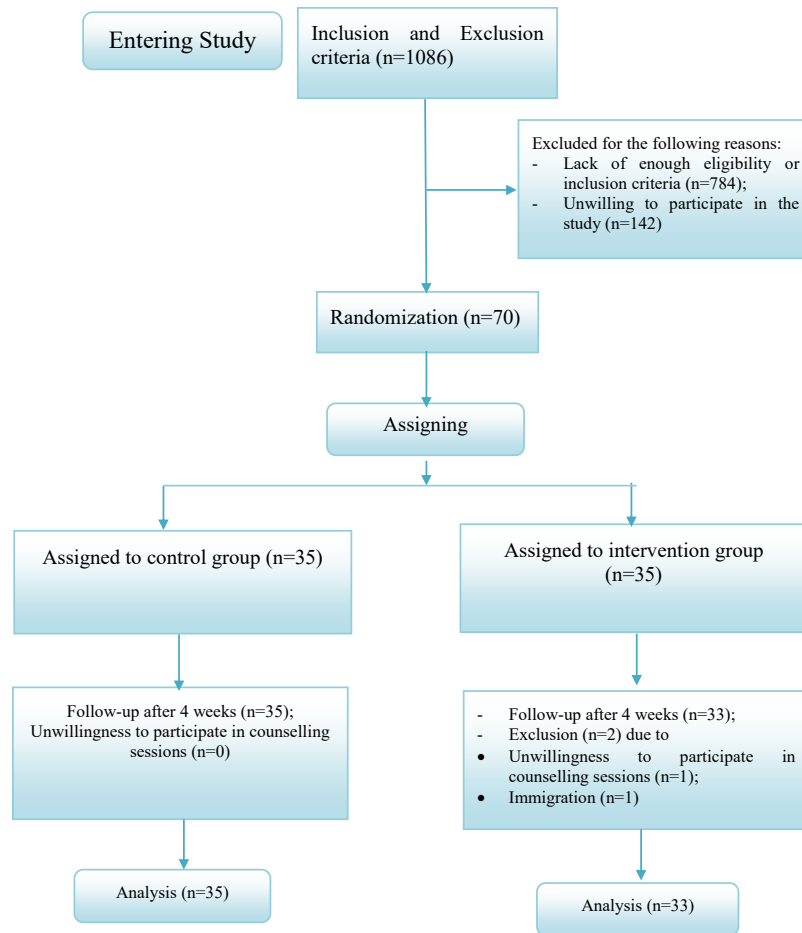 Entering Study
Inclusion and Exclusion
criteria (n=1086)
Excluded for the following reasons:
- Lack of enough eligibility or
inclusion criteria (n=784);
- Unwilling to participate in the
study (n=142)
Randomization (n=70)
Assigning
Assigned to control group (n=35)
Assigned to intervention group
(n=35)
Follow-up after 4 weeks (n=35);
Unwillingness to participate in counselling
sessions (n=0)
- Follow-up after 4 weeks (n=33);
- Exclusion (n=2) due to
• Unwillingness to participate in
counselling sessions (n=1);
• Immigration (n=1)
Analysis (n=35)
Analysis (n=33)